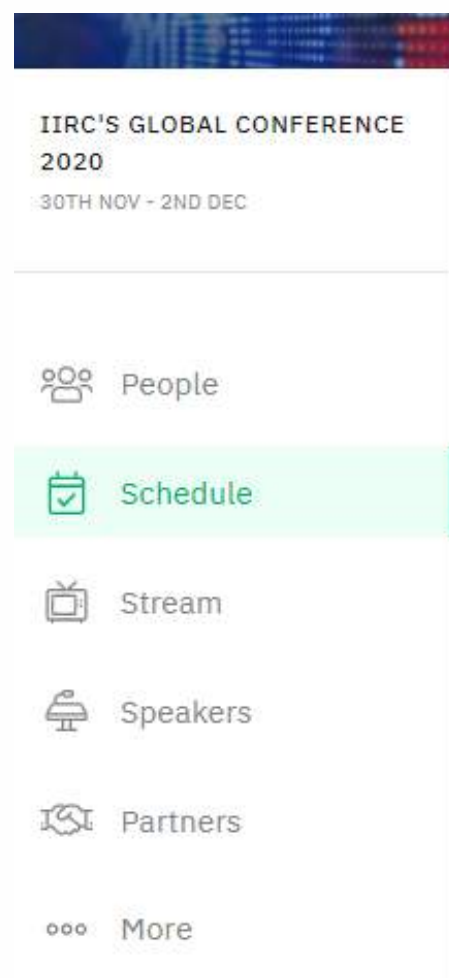 IIRC'S GLOBAL CONFERENCE
2020
30TH NOV - 2ND DEC
People
Schedule
Stream
Speakers
Partners
More